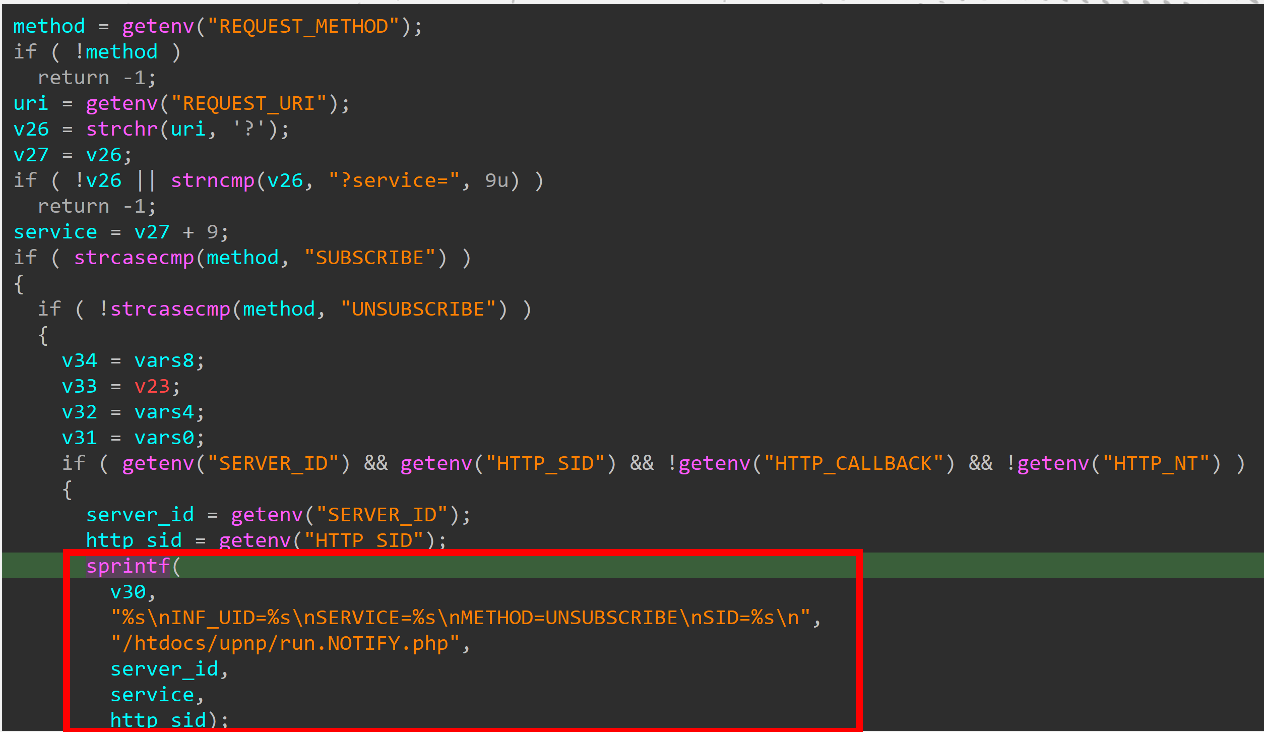 method = getenv("REQUEST_METHOD");
if ( !method )
return -1;
uri = getenv("REQUEST_URI");
v26 = strchr(uri, '?');
v27 = v26;
if ( !v26 || strncmp(v26, "?service=", 9u) )
return -1;
service = v27 + 9;
if ( strcasecmp(method, "SUBSCRIBE") )
{
if ( !strcasecmp(method, "UNSUBSCRIBE") )
{
v34 = vars8;
v33 = v23;
v32 = vars4;
v31 = vars0;
if ( getenv("SERVER_ID") && getenv("HTTP_SID") && !getenv("HTTP_CALLBACK") && !getenv("HTTP_NT") )
{
server_id = getenv("SERVER_ID");
http_sid = getenv("HTTP_SID");
sprintf(
v30,
"%s\nINF_UID=%s\nSERVICE=%s\nMETHOD=UNSUBSCRIBE\nSID=%s\n",
"/htdocs/upnp/run.NOTIFY.php",
server_id,
service,
http_sid);